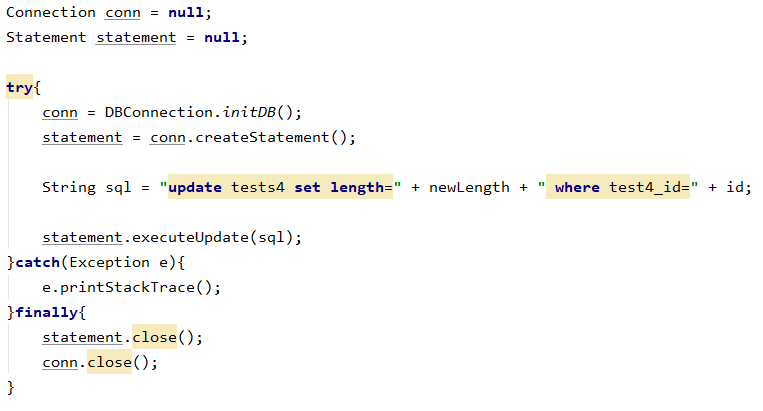 Connection conn = null;
Statement statement = null;
try{
conn = DBConnection.initDB();
statement = conn.createStatement();
String sql = "update tests4 set length=" + newLength + " where test4_id=" + id;
statement.executeUpdate(sql);
}catch(Exception e){
e.printStackTrace();
}finally{
statement.close();
conn.close();
}